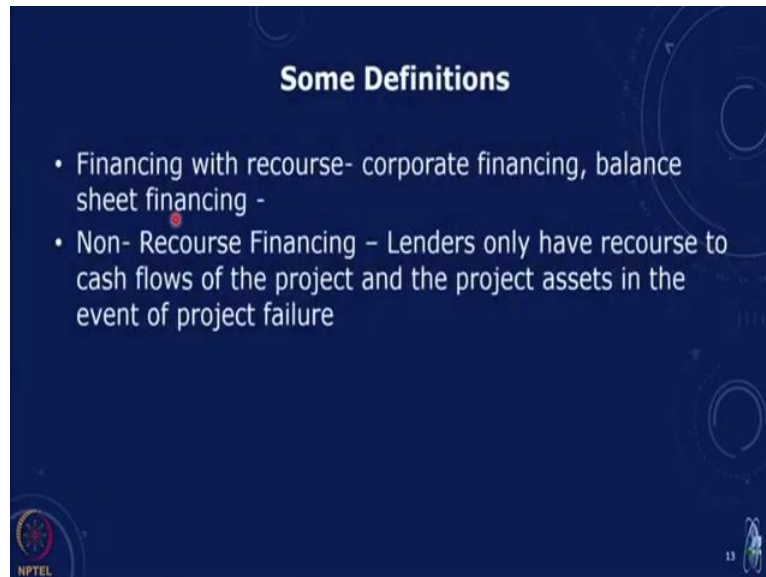 Some Definitions
• Financing with recourse- corporate financing, balance
sheet financing -
• Non- Recourse Financing – Lenders only have recourse to
cash flows of the project and the project assets in the
event of project failure
NPTEL
13